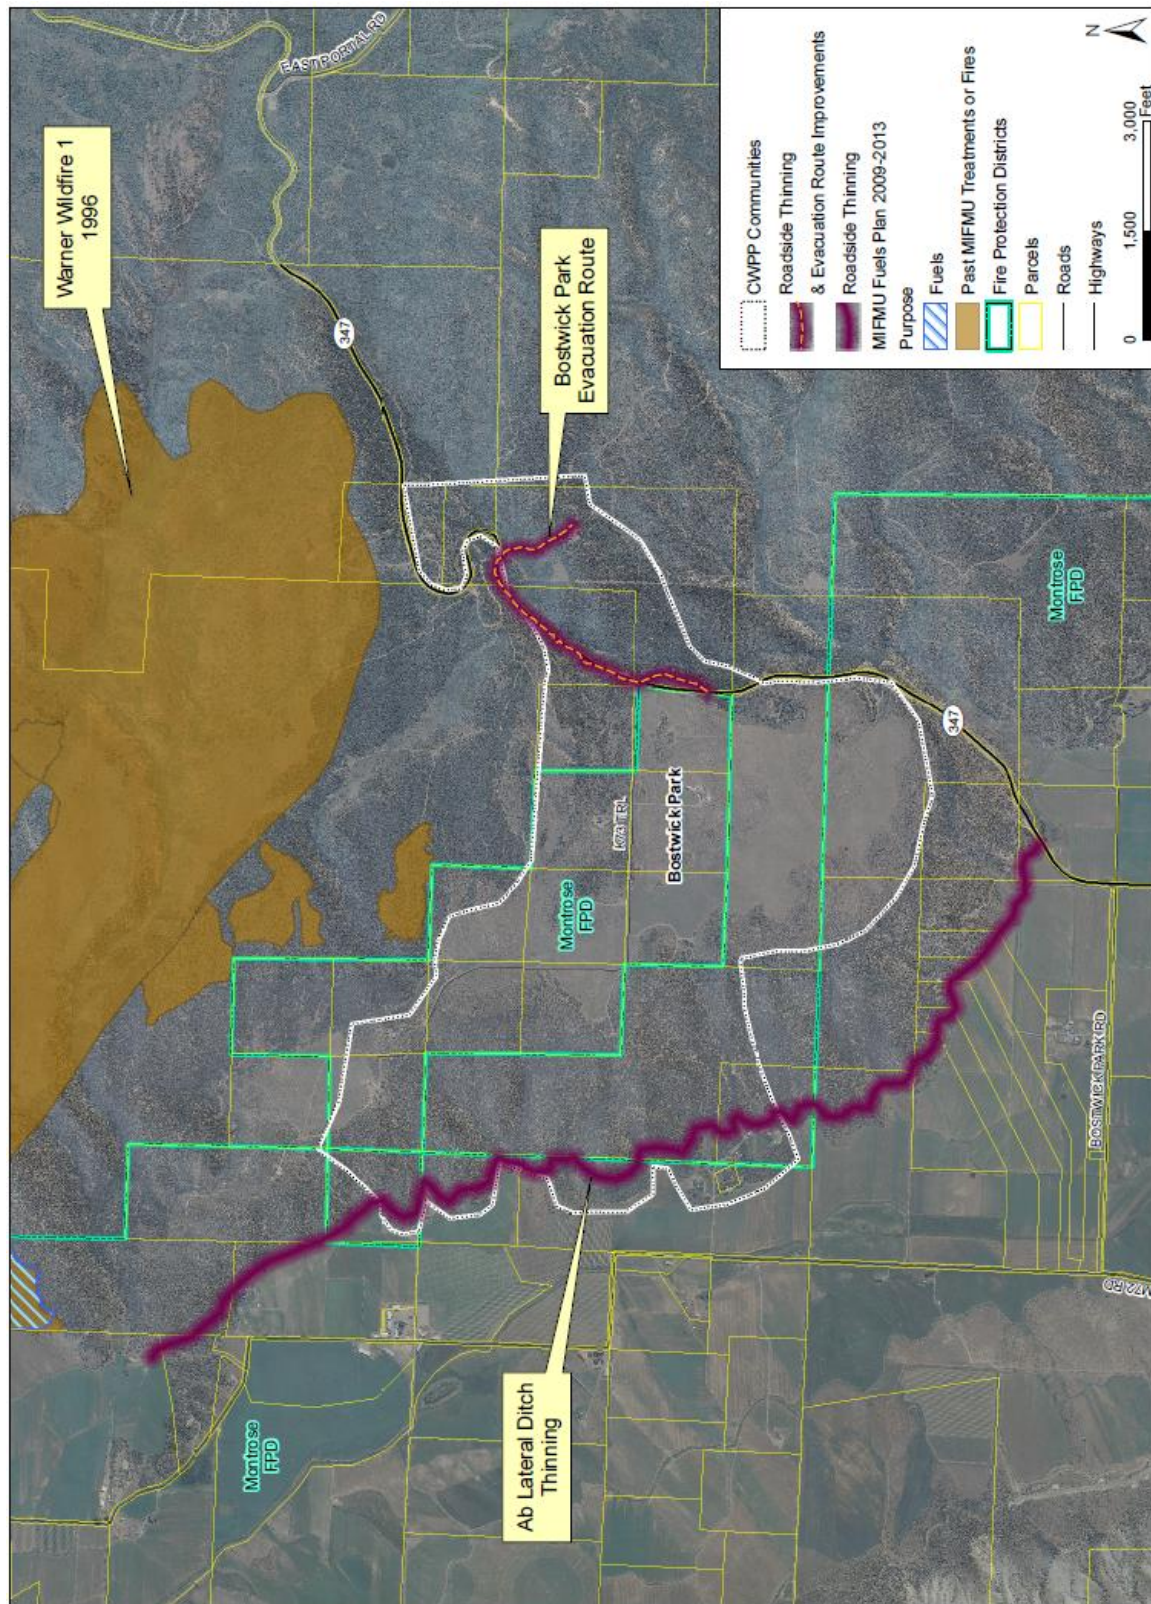 Warner Wildfire 1
1996
EAST PORTAL RD
347
Bostwick Park
Evacuation Route
Montrose
FPD
Bostwick Park
Montrose
FPD
347
Ab Lateral Ditch
Thinning
Montrose
FPD
BOSTWICK PARK RD
CWPP Communities
Roadside Thinning
& Evacuation Route Improvements
Roadside Thinning
MIFMU Fuels Plan 2009-2013
Purpose
Fuels
Past MIFMU Treatments or Fires
Fire Protection Districts
Parcels
Roads
Highways
N
0 1,500 3,000
Feet